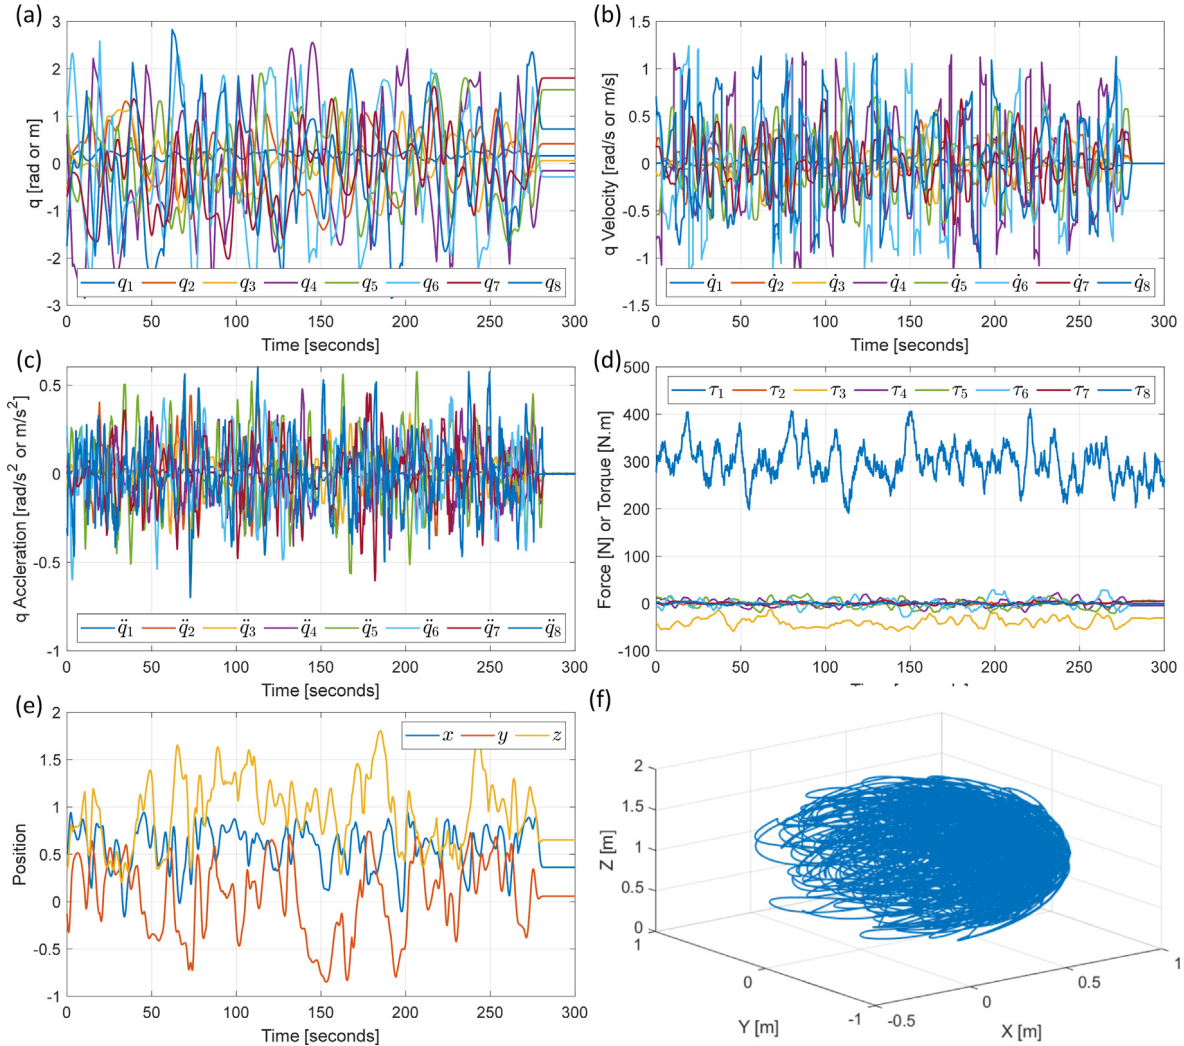 (a)
3
2
1
0
-1
-2
-3
q [rad or m]
q1 q2 q3 q4 q5 q6 q7 q8
0 50 100 150 200 250 300
Time [seconds]
(b)
1.5
1
0.5
0
-0.5
-1
-1.5
q Velocity [rad/s or m/s]
q̇1 q̇2 q̇3 q̇4 q̇5 q̇6 q̇7 q̇8
0 50 100 150 200 250 300
Time [seconds]
(c)
0.5
0
-0.5
-1
q Accleration [rad/s² or m/s²]
q̈1 q̈2 q̈3 q̈4 q̈5 q̈6 q̈7 q̈8
0 50 100 150 200 250 300
Time [seconds]
(d)
500
400
300
200
100
0
-100
Force [N] or Torque [N.m]
τ1 τ2 τ3 τ4 τ5 τ6 τ7 τ8
0 50 100 150 200 250 300
(e)
2
1.5
1
0.5
0
-0.5
-1
Position
x y z
0 50 100 150 200 250 300
Time [seconds]
(f)
2
1.5
1
0.5
0
Z [m]
1
0
-1
Y [m]
-0.5
0
0.5
1
X [m]